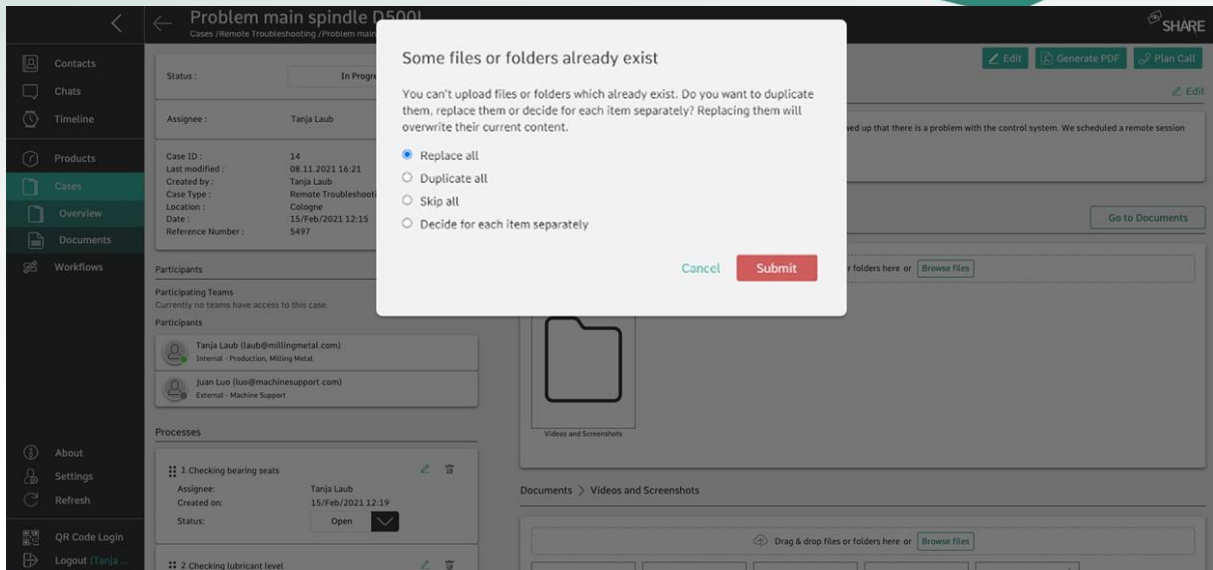 Problem main spindle D500L
Cases /Remote Troubleshooting /Problem main
SHARE
Contacts
Chats
Timeline
Products
Cases
Overview
Documents
Workflows
About
Settings
Refresh
QR Code Login
Logout (Tanja ...
Status :
In Progre
Assignee :
Tanja Laub
Case ID :
14
Last modified :
08.11.2021 16:21
Created by :
Tanja Laub
Case Type :
Remote Troubleshooti
Location :
Cologne
Date :
15/Feb/2021 12:15
Reference Number :
5497
Participants
Participating Teams
Currently no teams have access to this case.
Participants
Tanja Laub (laub@millingmetal.com)
Internal - Production, Milling Metal
Juan Luo (luo@machinesupport.com)
External - Machine Support
Processes
1 Checking bearing seats
Assignee:
Tanja Laub
Created on:
15/Feb/2021 12:19
Status:
Open
2 Checking lubricant level
Some files or folders already exist
You can't upload files or folders which already exist. Do you want to duplicate
them, replace them or decide for each item separately? Replacing them will
overwrite their current content.
Replace all
Duplicate all
Skip all
Decide for each item separately
Cancel
Submit
Edit
Generate PDF
Plan Call
Edit
wed up that there is a problem with the control system. We scheduled a remote session
Go to Documents
r folders here or
Browse files
Videos and Screenshots
Documents > Videos and Screenshots
Drag & drop files or folders here or
Browse files